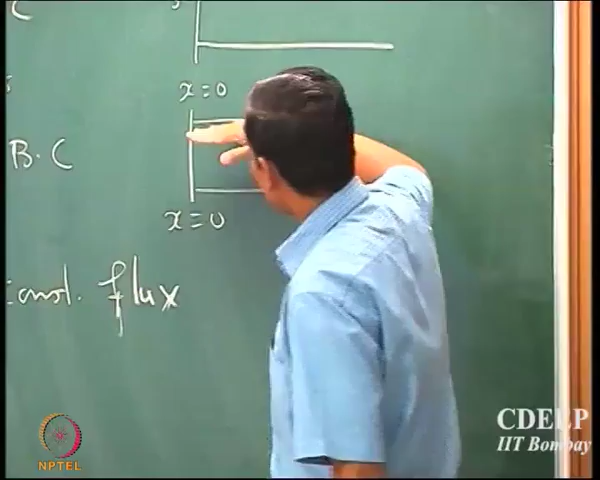 C
x = 0
B. C
x = 0
const. flux
NPTEL
CDEEP
IIT Bombay